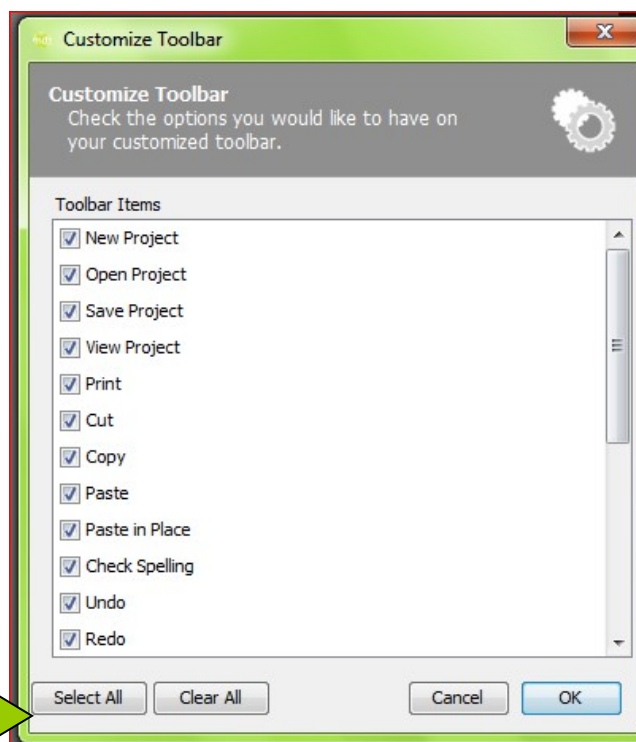 Customize Toolbar
Customize Toolbar
Check the options you would like to have on
your customized toolbar.
Toolbar Items
New Project
Open Project
Save Project
View Project
Print
Cut
Copy
Paste
Paste in Place
Check Spelling
Undo
Redo
Select All Clear All Cancel OK